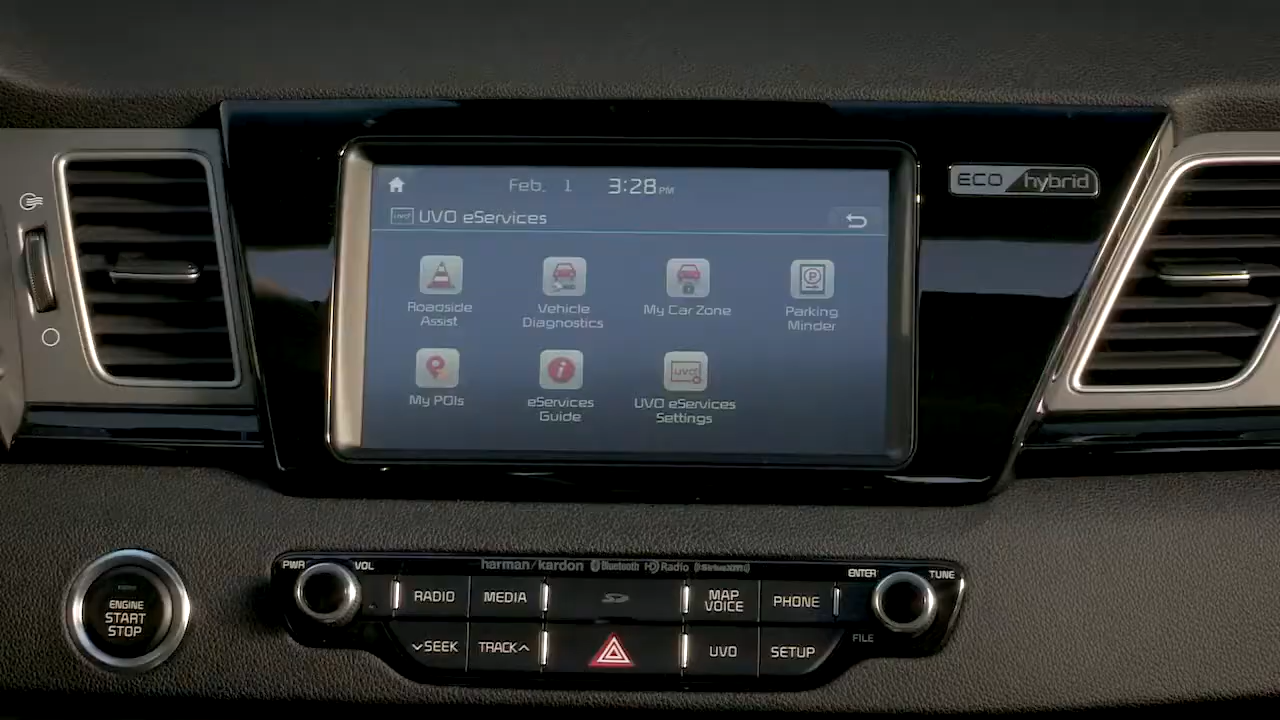 Feb. 1 3:28 PM
ECO hybrid
UVO eServices
Roadside
Assist
Vehicle
Diagnostics
My Car Zone
Parking
Minder
My POIs
eServices
Guide
UVO eServices
Settings
ENGINE
START
STOP
PWR VOL
harman/kardon Bluetooth HD Radio SiriusXM
ENTER TUNE
RADIO MEDIA SD MAP
VOICE PHONE
FILE
SEEK TRACK UVO SETUP